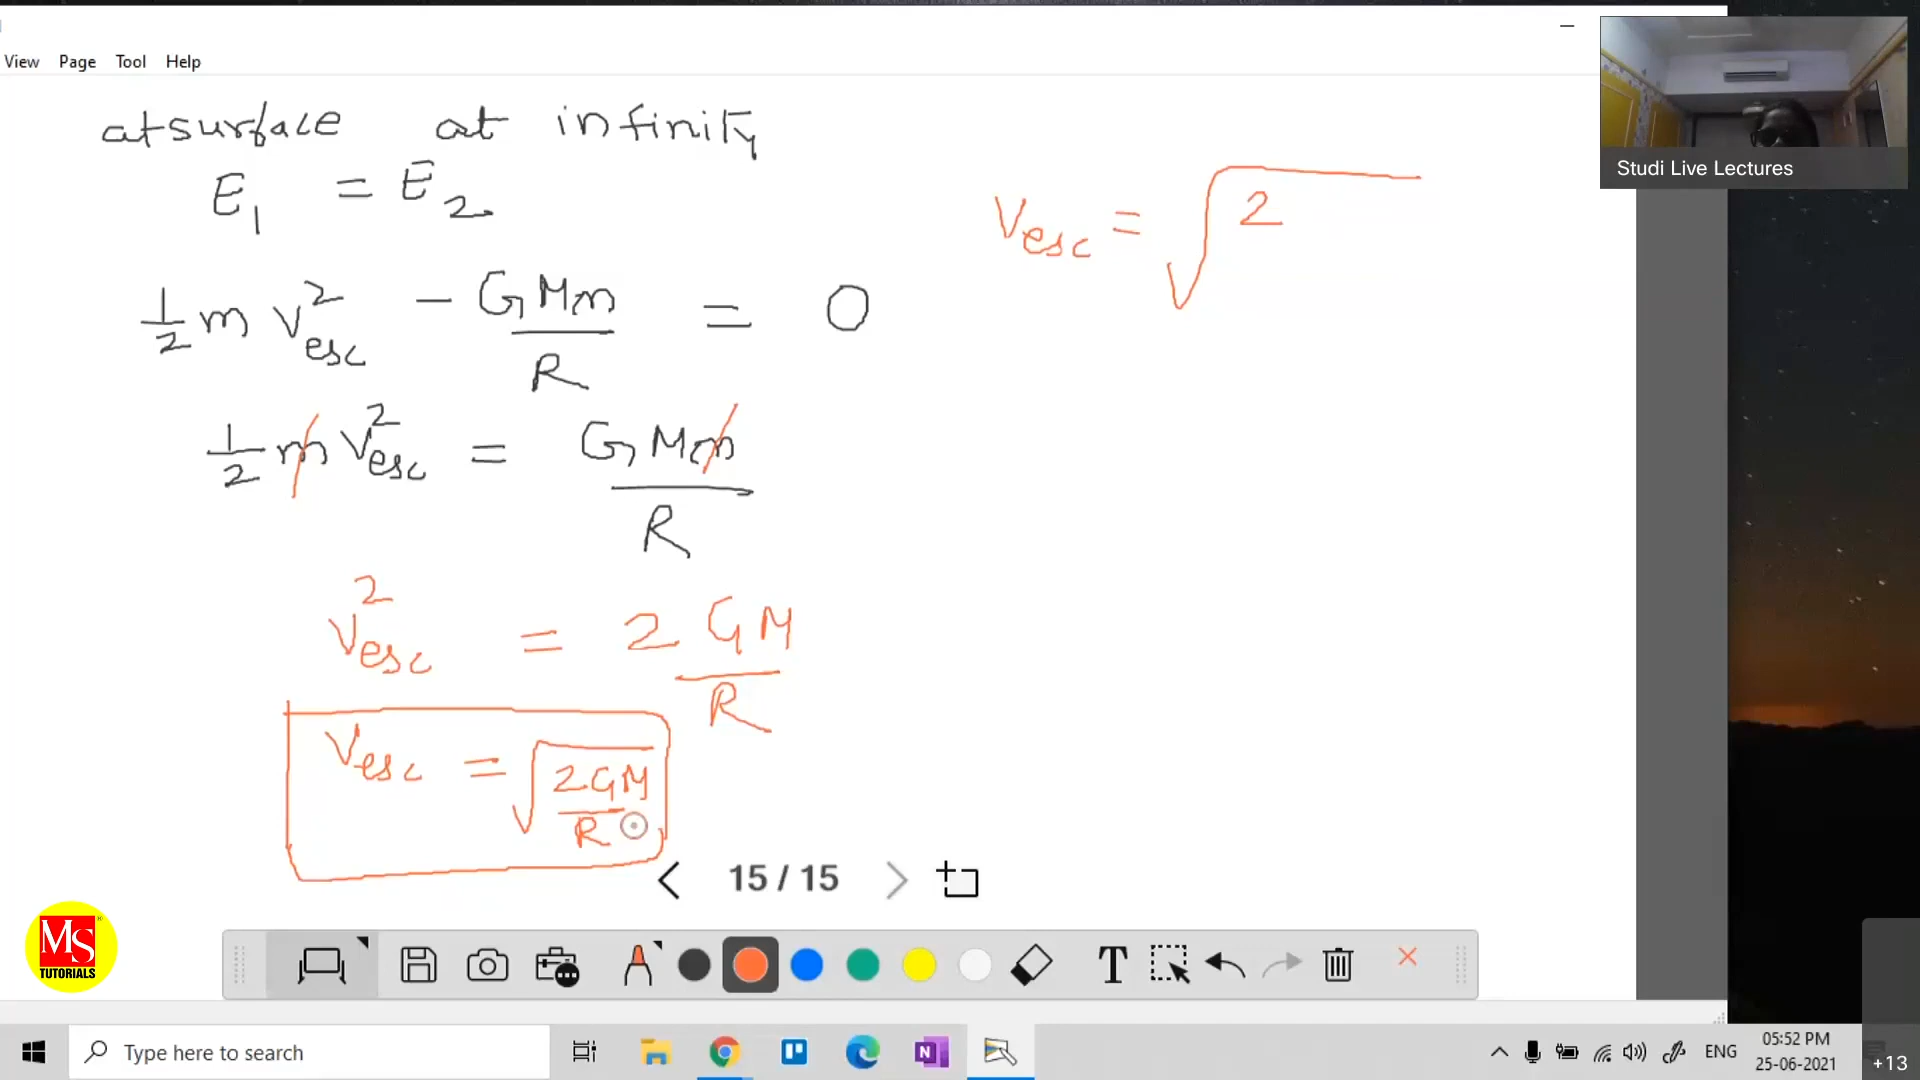 View Page Tool Help
Studi Live Lectures
at surface at infinity
E₁ = E₂
1/2 m v²esc - GMm/R = 0
1/2 m v²esc = GMm/R
v²esc = 2 GM/R
vesc = √(2GM/R)
vesc = √2
15 / 15
MS
TUTORIALS
T
Type here to search
N
ENG
05:52 PM
25-06-2021
+13